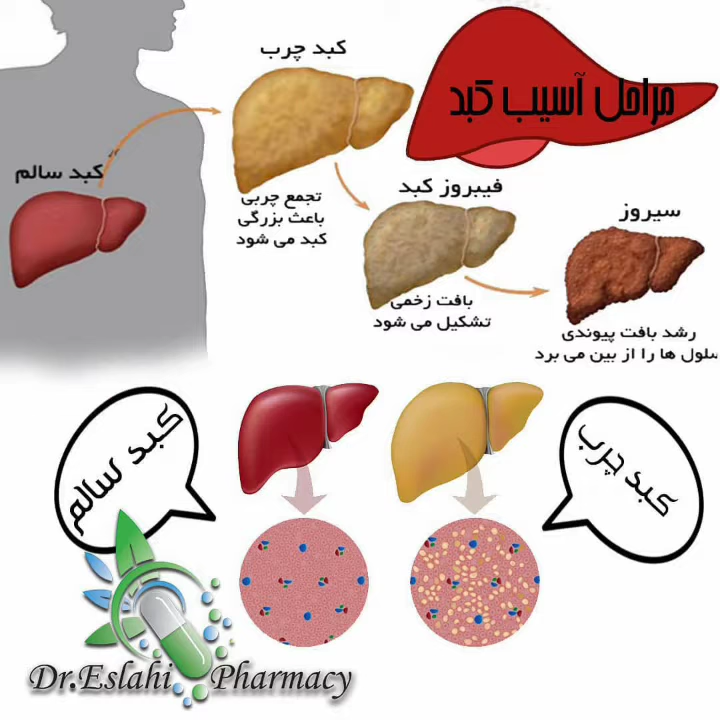 مراحل آسیب کبد
کبد چرب
کبد سالم
تجمع چربی
باعث بزرگی
کبد می شود
فیبروز کبد
بافت زخمی
تشکیل می شود
سیروز
رشد بافت پیوندی
سلول ها را از بین می برد
کبد سالم
کبد چرب
Dr.Eslahi Pharmacy